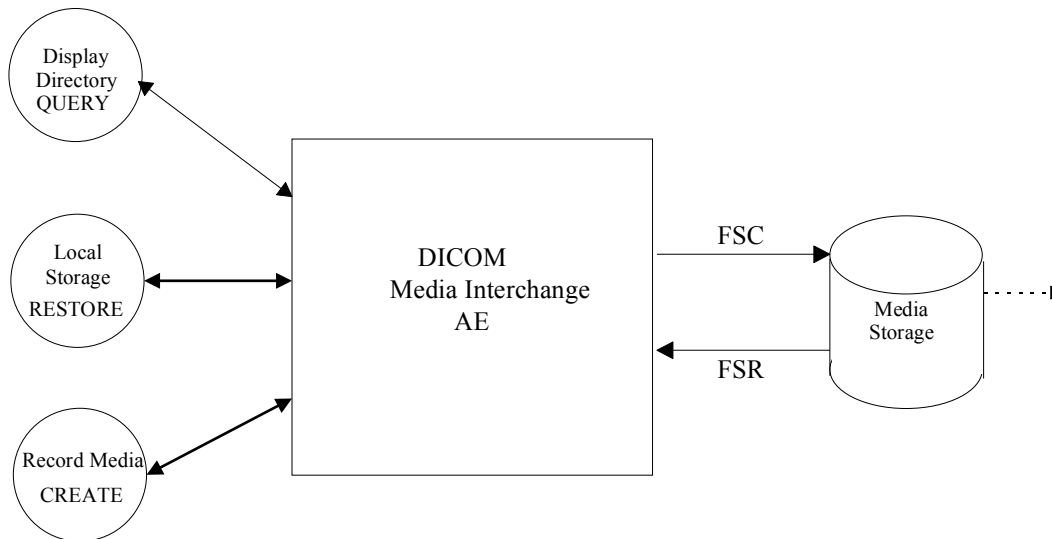 Display
Directory
QUERY
Local
Storage
RESTORE
Record Media
CREATE
DICOM
Media Interchange
AE
FSC
FSR
Media
Storage